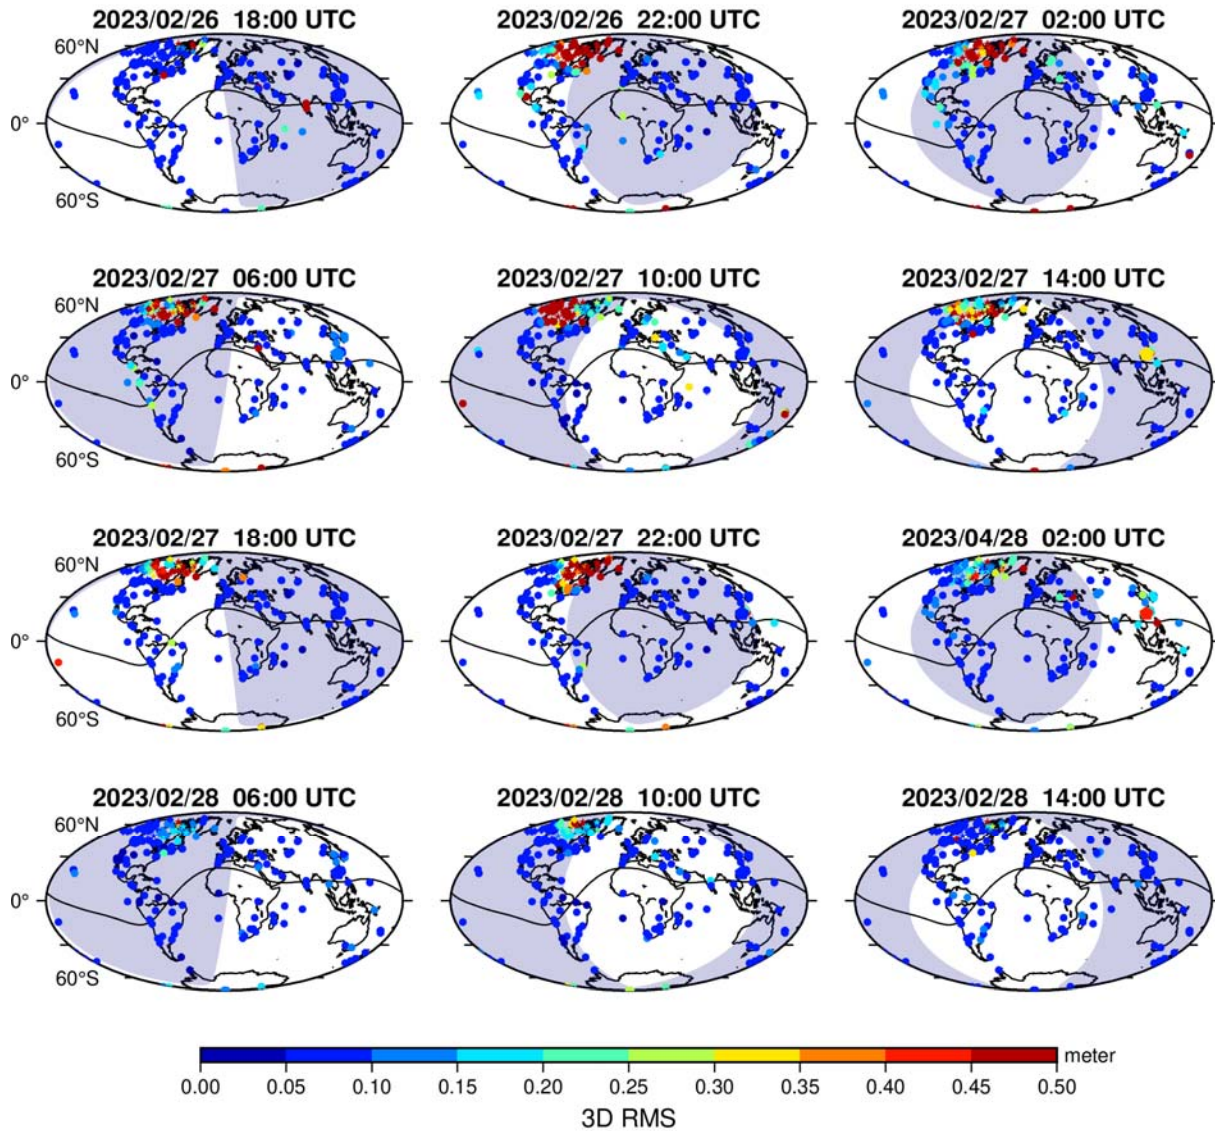 2023/02/26 18:00 UTC
2023/02/26 22:00 UTC
2023/02/27 02:00 UTC
60°N
0°
60°S
2023/02/27 06:00 UTC
2023/02/27 10:00 UTC
2023/02/27 14:00 UTC
60°N
0°
60°S
2023/02/27 18:00 UTC
2023/02/27 22:00 UTC
2023/04/28 02:00 UTC
60°N
0°
60°S
2023/02/28 06:00 UTC
2023/02/28 10:00 UTC
2023/02/28 14:00 UTC
60°N
0°
60°S
meter
0.00 0.05 0.10 0.15 0.20 0.25 0.30 0.35 0.40 0.45 0.50
3D RMS